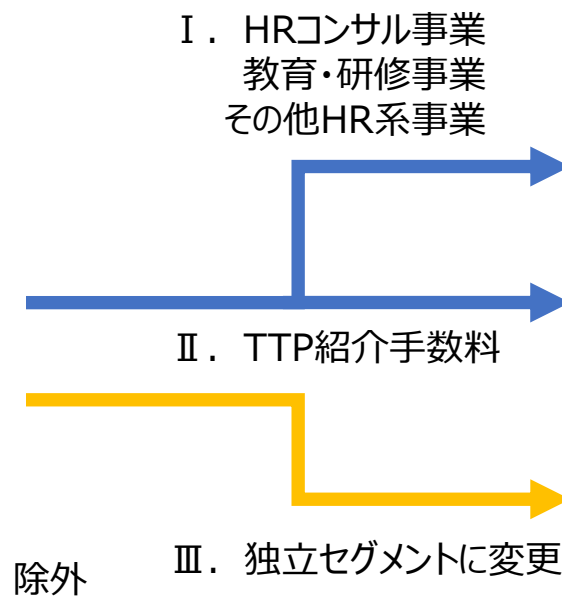 Ⅰ．HRコンサル事業
教育・研修事業
その他HR系事業
Ⅱ．TTP紹介手数料
Ⅲ．独立セグメントに変更
除外